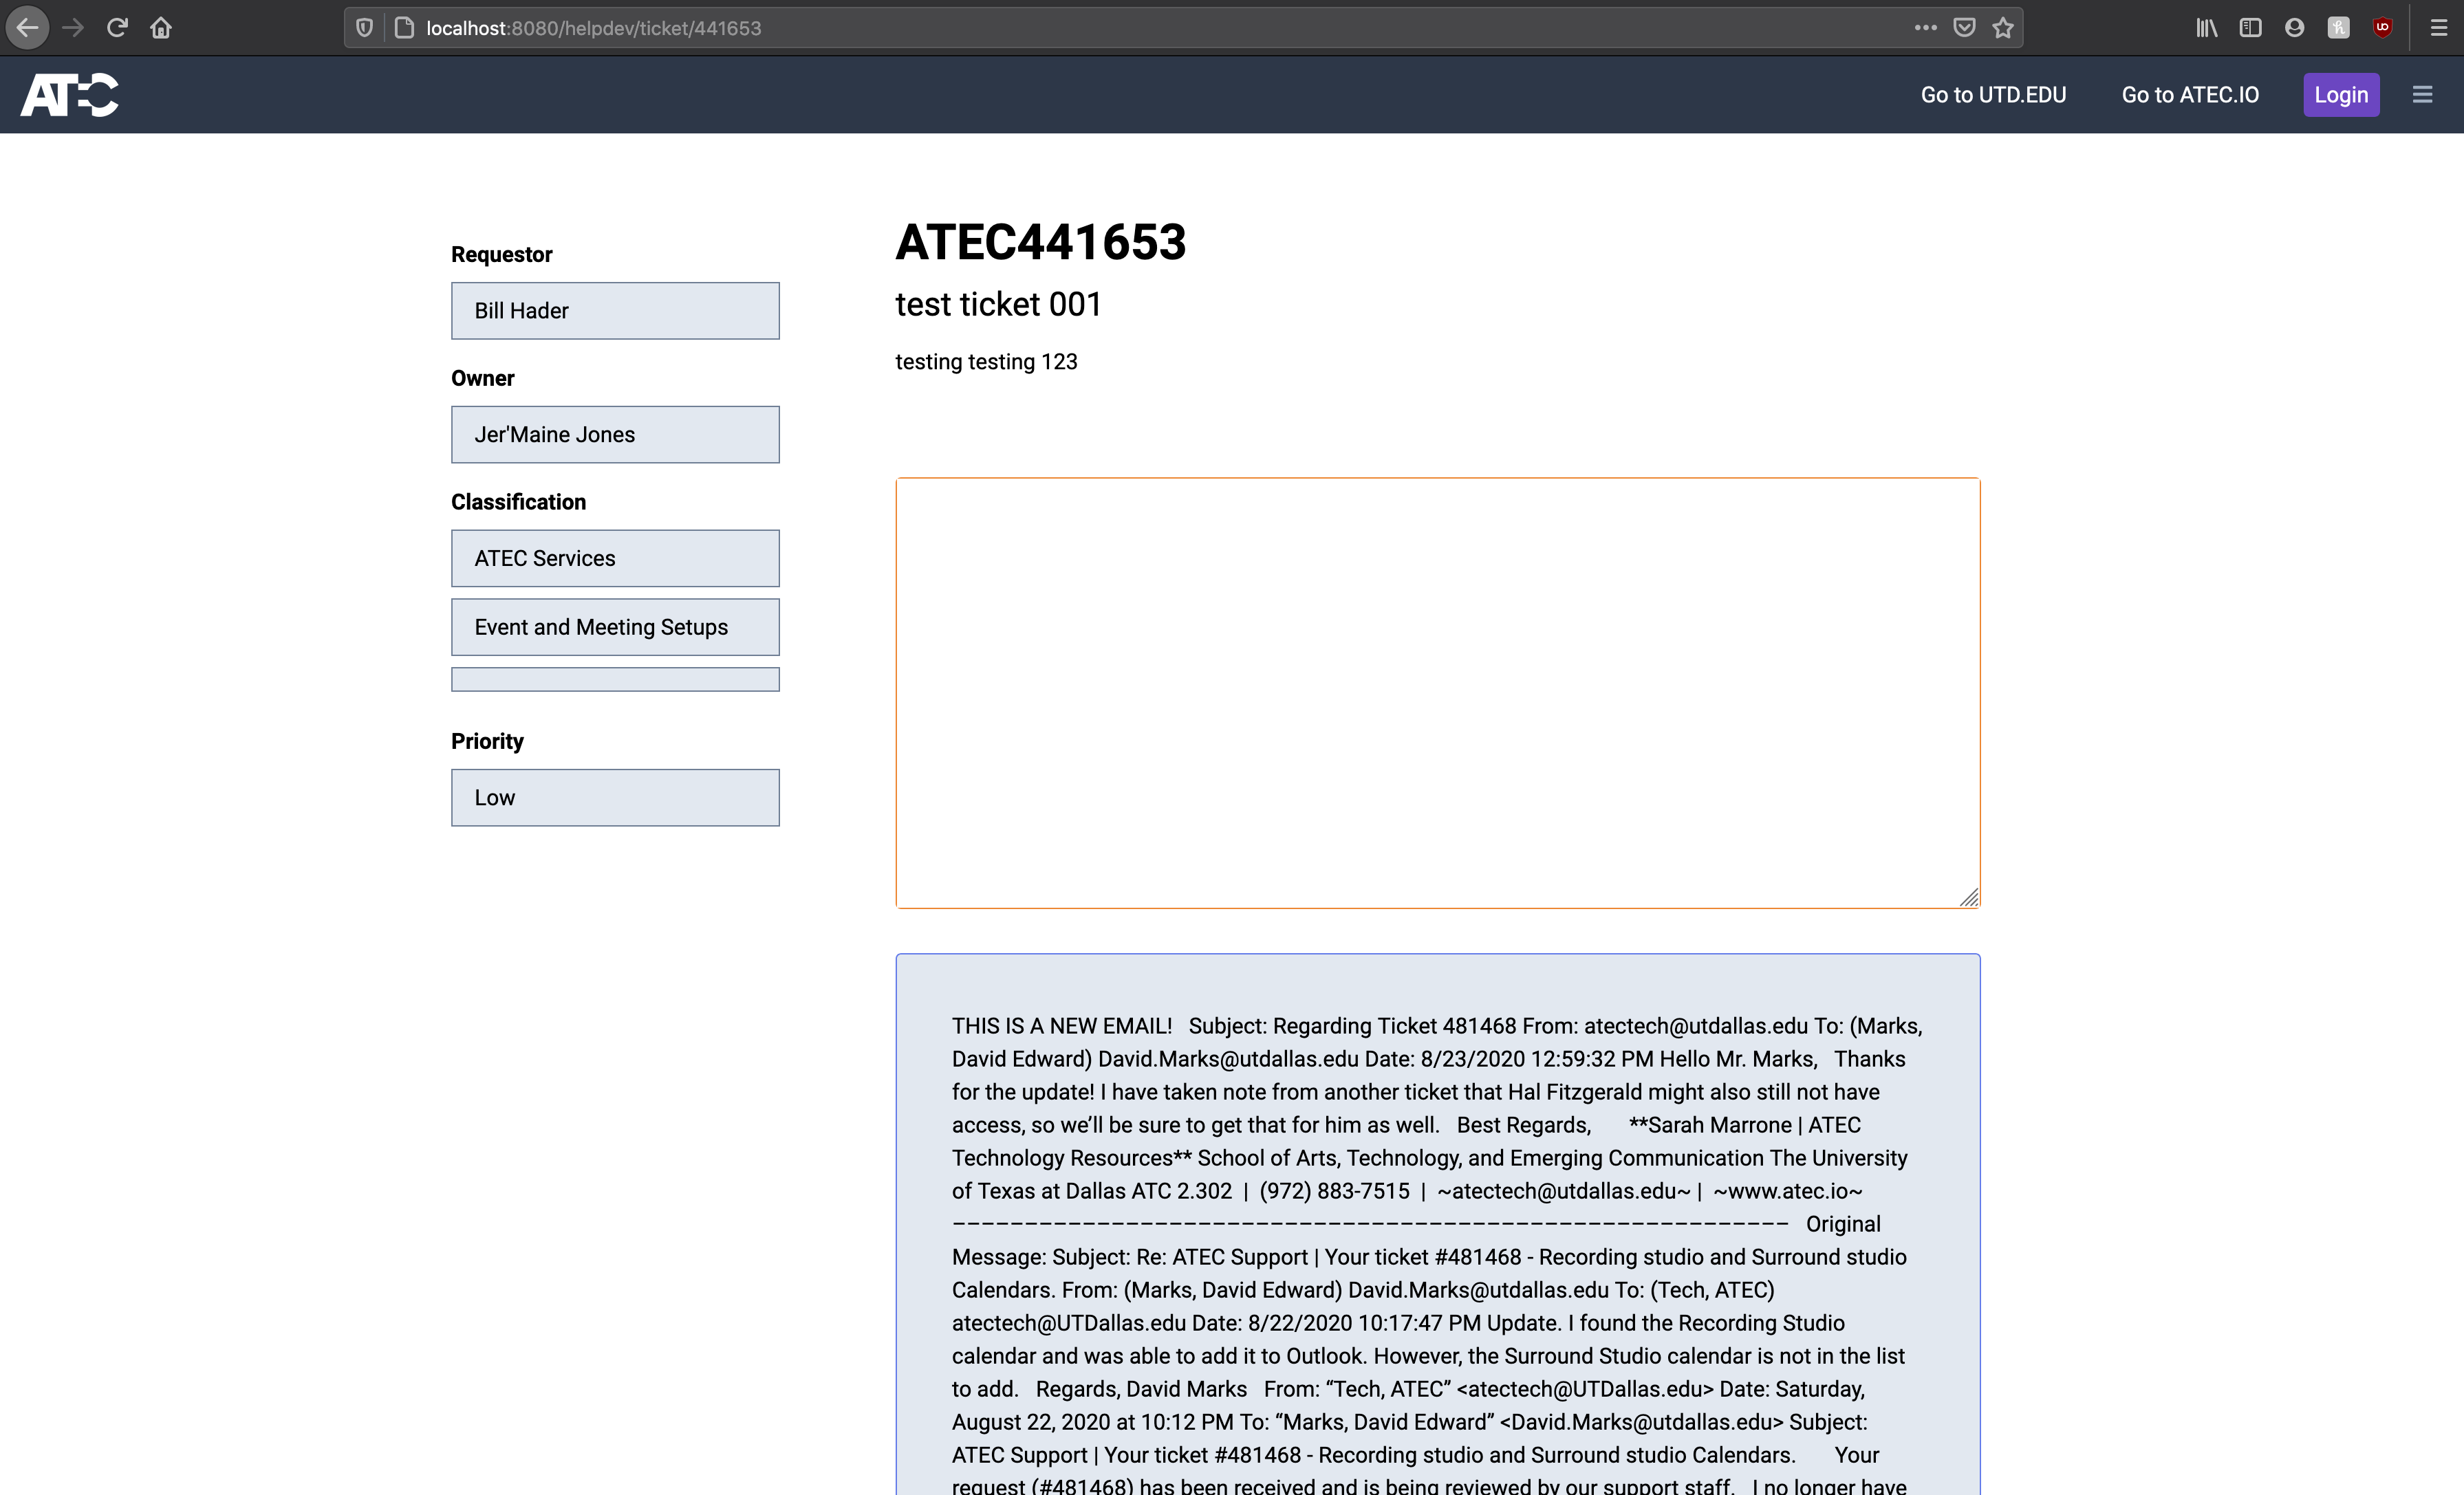 localhost:8080/helpdev/ticket/441653
ATEC
Go to UTD.EDU
Go to ATEC.IO
Login
Requestor
Bill Hader
Owner
Jer'Maine Jones
Classification
ATEC Services
Event and Meeting Setups
Priority
Low
ATEC441653
test ticket 001
testing testing 123
THIS IS A NEW EMAIL!   Subject: Regarding Ticket 481468 From: atectech@utdallas.edu To: (Marks,
David Edward) David.Marks@utdallas.edu Date: 8/23/2020 12:59:32 PM Hello Mr. Marks,   Thanks
for the update! I have taken note from another ticket that Hal Fitzgerald might also still not have
access, so we’ll be sure to get that for him as well.   Best Regards,      **Sarah Marrone | ATEC
Technology Resources** School of Arts, Technology, and Emerging Communication The University
of Texas at Dallas ATC 2.302  |  (972) 883-7515  |  ~atectech@utdallas.edu~ |  ~www.atec.io~
–––––––––––––––––––––––––––––––––––––––––––––––––––––––––––   Original
Message: Subject: Re: ATEC Support | Your ticket #481468 - Recording studio and Surround studio
Calendars. From: (Marks, David Edward) David.Marks@utdallas.edu To: (Tech, ATEC)
atectech@UTDallas.edu Date: 8/22/2020 10:17:47 PM Update. I found the Recording Studio
calendar and was able to add it to Outlook. However, the Surround Studio calendar is not in the list
to add.   Regards, David Marks   From: “Tech, ATEC” <atectech@UTDallas.edu> Date: Saturday,
August 22, 2020 at 10:12 PM To: “Marks, David Edward” <David.Marks@utdallas.edu> Subject:
ATEC Support | Your ticket #481468 - Recording studio and Surround studio Calendars.      Your
request (#481468) has been received and is being reviewed by our support staff.   I no longer have